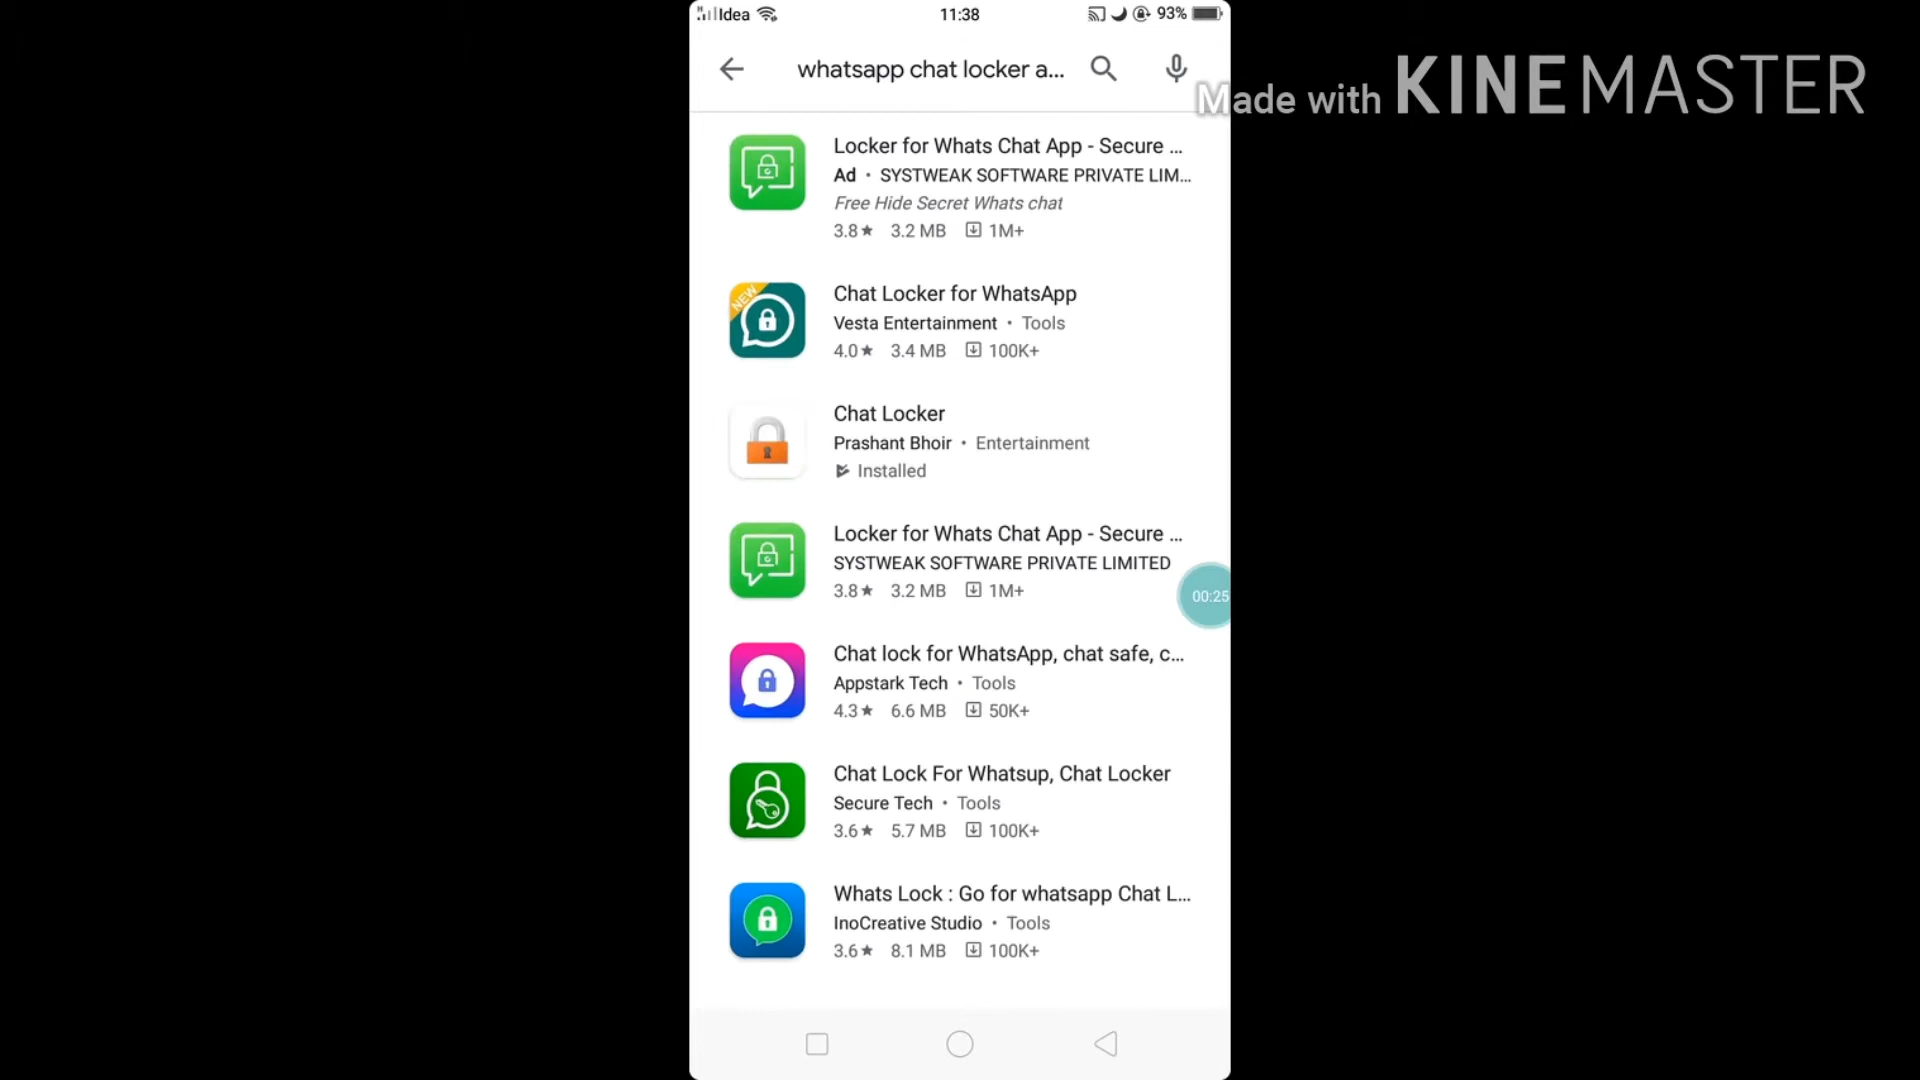 Idea 11:38 93%
whatsapp chat locker a...
Made with KINEMASTER
Locker for Whats Chat App - Secure ...
Ad • SYSTWEAK SOFTWARE PRIVATE LIM...
Free Hide Secret Whats chat
3.8★ 3.2 MB 1M+
NEW
Chat Locker for WhatsApp
Vesta Entertainment • Tools
4.0★ 3.4 MB 100K+
Chat Locker
Prashant Bhoir • Entertainment
Installed
Locker for Whats Chat App - Secure ...
SYSTWEAK SOFTWARE PRIVATE LIMITED
3.8★ 3.2 MB 1M+
00:25
Chat lock for WhatsApp, chat safe, c...
Appstark Tech • Tools
4.3★ 6.6 MB 50K+
Chat Lock For Whatsup, Chat Locker
Secure Tech • Tools
3.6★ 5.7 MB 100K+
Whats Lock : Go for whatsapp Chat L...
InoCreative Studio • Tools
3.6★ 8.1 MB 100K+